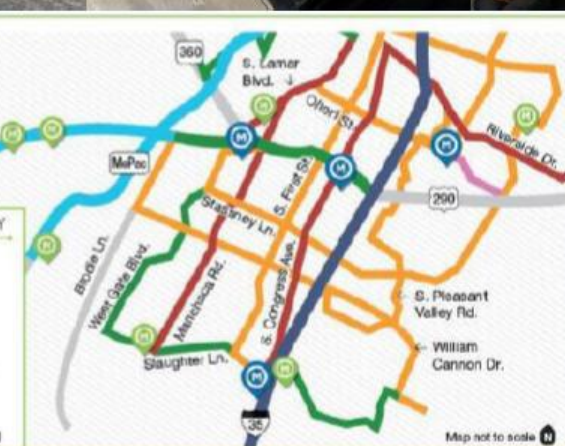 360
S. Lamar
Blvd. ↓
Oltorf St.
Riverside Dr.
MoPac
S. First St.
290
Y
Stassney Ln.
Brodie Ln.
West Gate Blvd.
Menchaca Rd.
S. Congress Ave.
← S. Pleasant
Valley Rd.
← William
Cannon Dr.
Slaughter Ln.
35
Map not to scale N
M
M
M
M
M
M
M
M
M
M